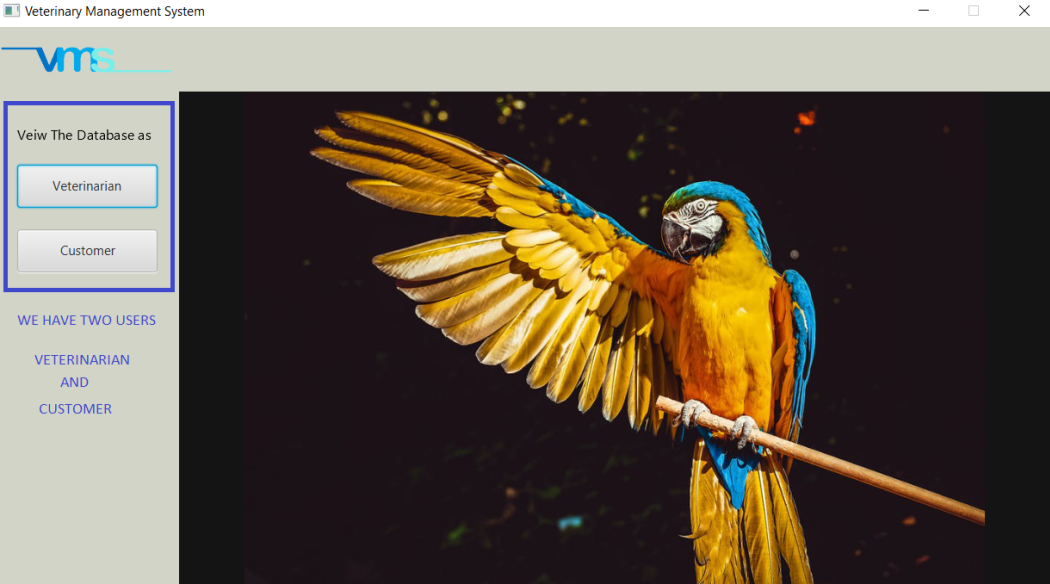 Veterinary Management System
vms
Veiw The Database as
Veterinarian
Customer
WE HAVE TWO USERS
VETERINARIAN
AND
CUSTOMER